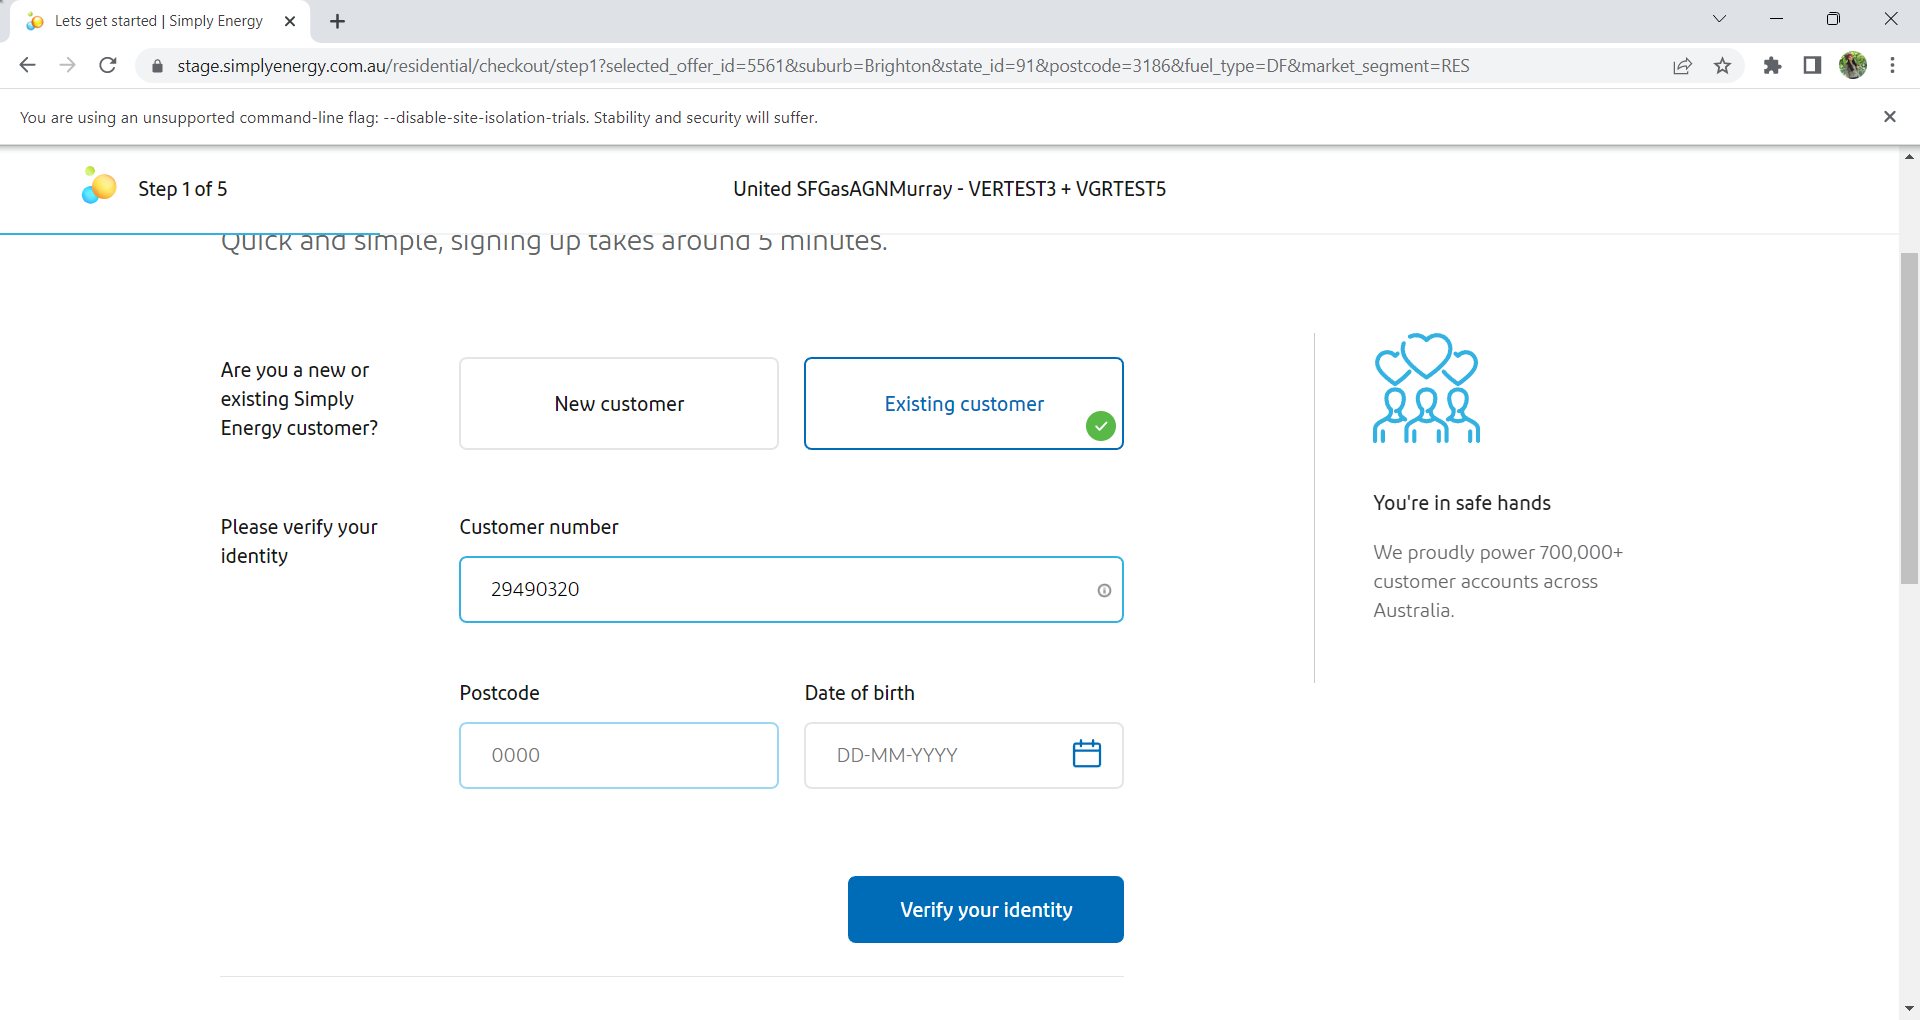 Lets get started | Simply Energy
stage.simplyenergy.com.au/residential/checkout/step1?selected_offer_id=5561&suburb=Brighton&state_id=91&postcode=3186&fuel_type=DF&market_segment=RES
You are using an unsupported command-line flag: --disable-site-isolation-trials. Stability and security will suffer.
Step 1 of 5
United SFGasAGNMurray - VERTEST3 + VGRTEST5
Quick and simple, signing up takes around 5 minutes.
Are you a new or
existing Simply
Energy customer?
New customer
Existing customer
Please verify your
identity
Customer number
29490320
Postcode
0000
Date of birth
DD-MM-YYYY
Verify your identity
You're in safe hands
We proudly power 700,000+
customer accounts across
Australia.